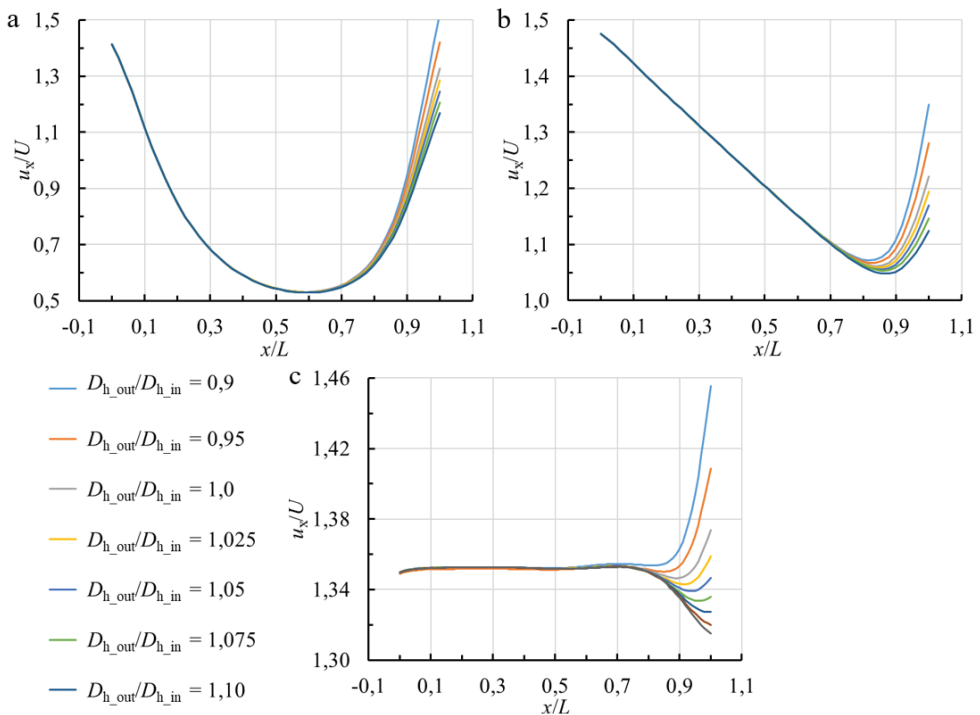 a
1,5
1,3
1,1
0,9
0,7
0,5
uₓ/U
-0,1 0,1 0,3 0,5 0,7 0,9 1,1
x/L
b
1,5
1,4
1,3
1,2
1,1
1,0
uₓ/U
-0,1 0,1 0,3 0,5 0,7 0,9 1,1
x/L
D_h_out/D_h_in = 0,9
D_h_out/D_h_in = 0,95
D_h_out/D_h_in = 1,0
D_h_out/D_h_in = 1,025
D_h_out/D_h_in = 1,05
D_h_out/D_h_in = 1,075
D_h_out/D_h_in = 1,10
c
1,46
1,42
1,38
1,34
1,30
uₓ/U
-0,1 0,1 0,3 0,5 0,7 0,9 1,1
x/L